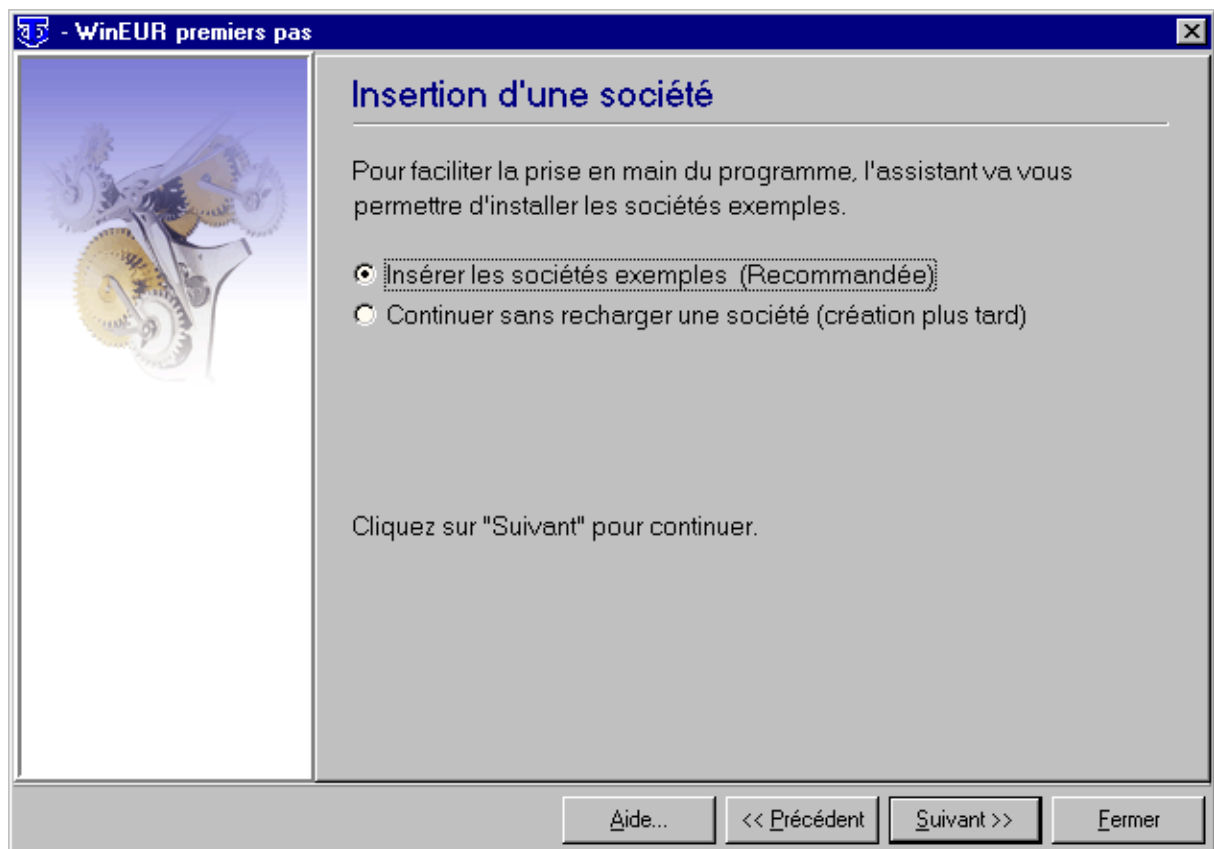 - WinEUR premiers pas
Insertion d'une société
Pour faciliter la prise en main du programme, l'assistant va vous
permettre d'installer les sociétés exemples.
Insérer les sociétés exemples (Recommandée)
Continuer sans recharger une société (création plus tard)
Cliquez sur "Suivant" pour continuer.
Aide... << Précédent Suivant >> Fermer